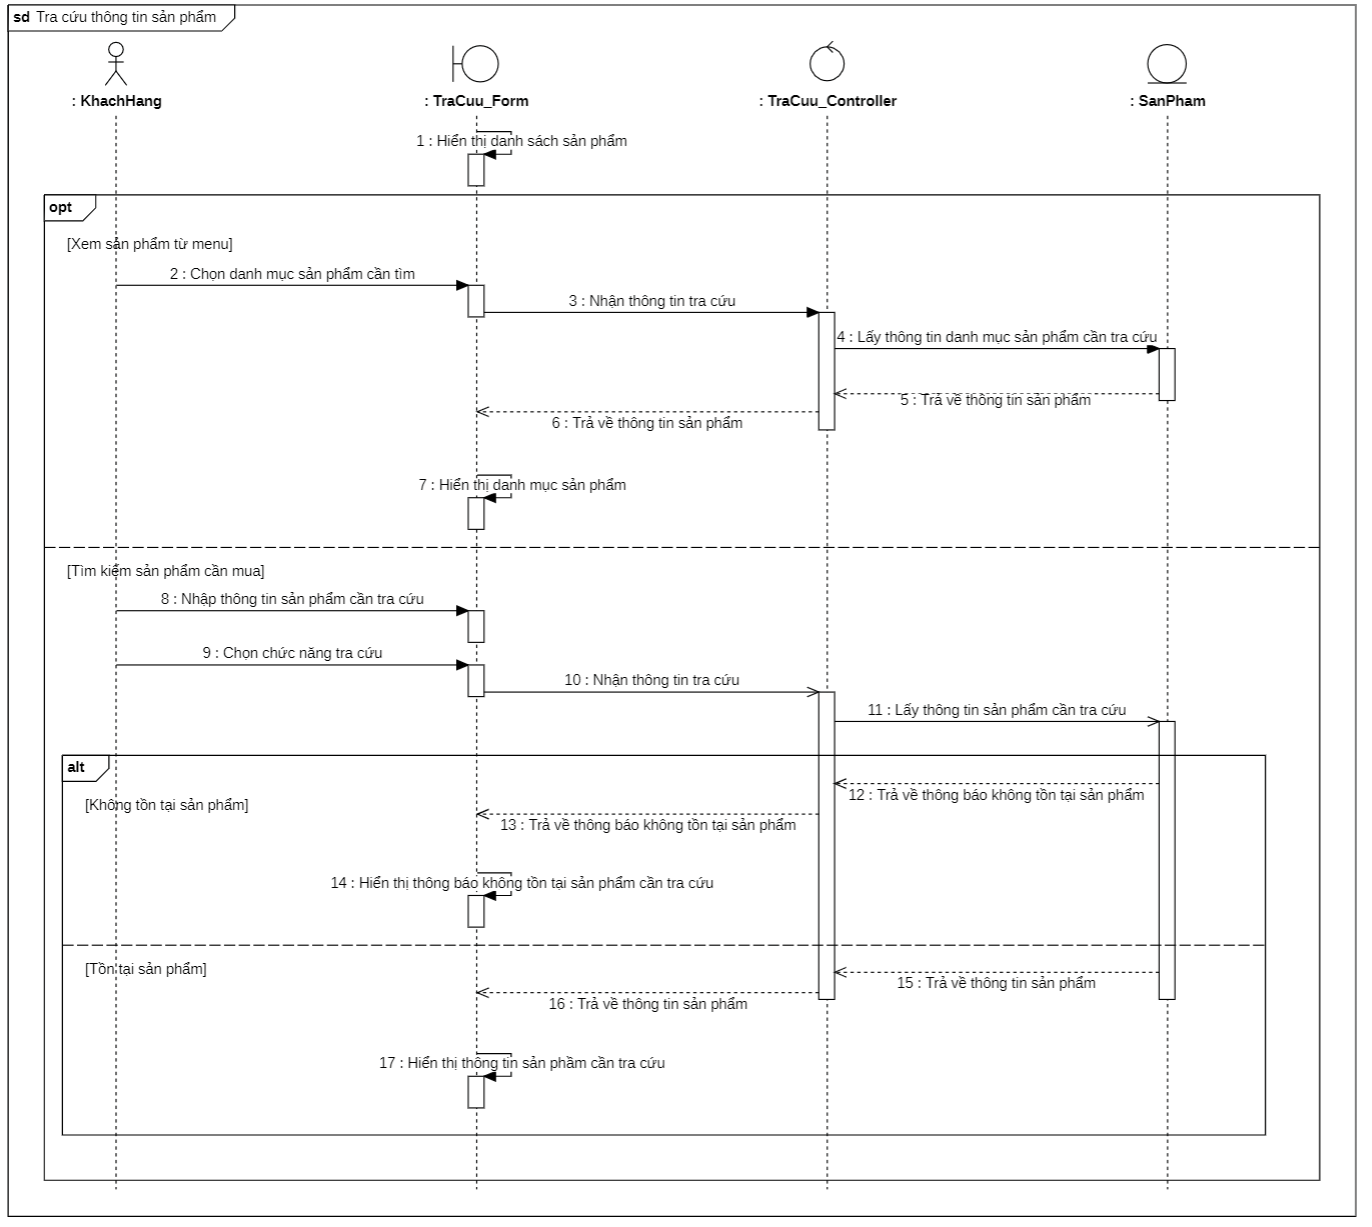 sd Tra cứu thông tin sản phẩm
: KhachHang
: TraCuu_Form
: TraCuu_Controller
: SanPham
1 : Hiển thị danh sách sản phẩm
opt
[Xem sản phẩm từ menu]
2 : Chọn danh mục sản phẩm cần tìm
3 : Nhận thông tin tra cứu
4 : Lấy thông tin danh mục sản phẩm cần tra cứu
5 : Trả về thông tin sản phẩm
6 : Trả về thông tin sản phẩm
7 : Hiển thị danh mục sản phẩm
[Tìm kiếm sản phẩm cần mua]
8 : Nhập thông tin sản phẩm cần tra cứu
9 : Chọn chức năng tra cứu
10 : Nhận thông tin tra cứu
11 : Lấy thông tin sản phẩm cần tra cứu
alt
[Không tồn tại sản phẩm]
12 : Trả về thông báo không tồn tại sản phẩm
13 : Trả về thông báo không tồn tại sản phẩm
14 : Hiển thị thông báo không tồn tại sản phẩm cần tra cứu
[Tồn tại sản phẩm]
15 : Trả về thông tin sản phẩm
16 : Trả về thông tin sản phẩm
17 : Hiển thị thông tin sản phầm cần tra cứu